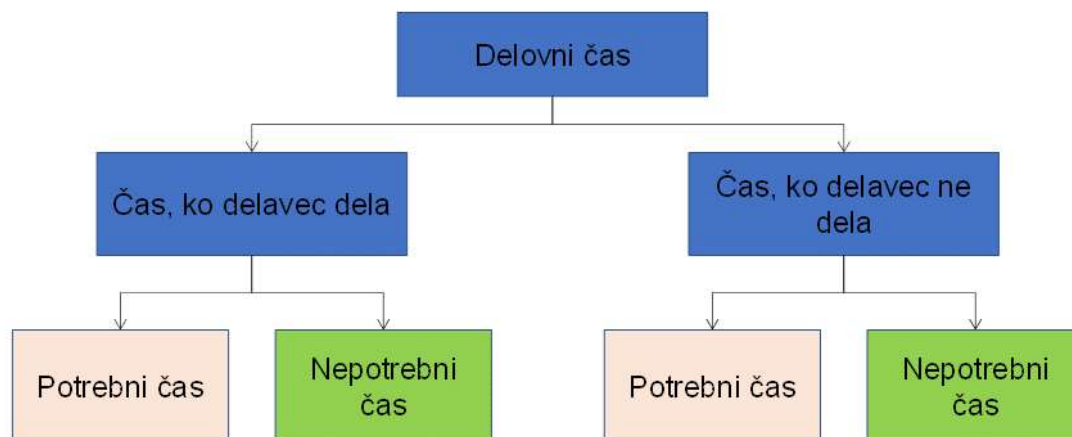 Delovni čas
Čas, ko delavec dela
Čas, ko delavec ne
dela
Potrebni čas
Nepotrebni
čas
Potrebni čas
Nepotrebni
čas